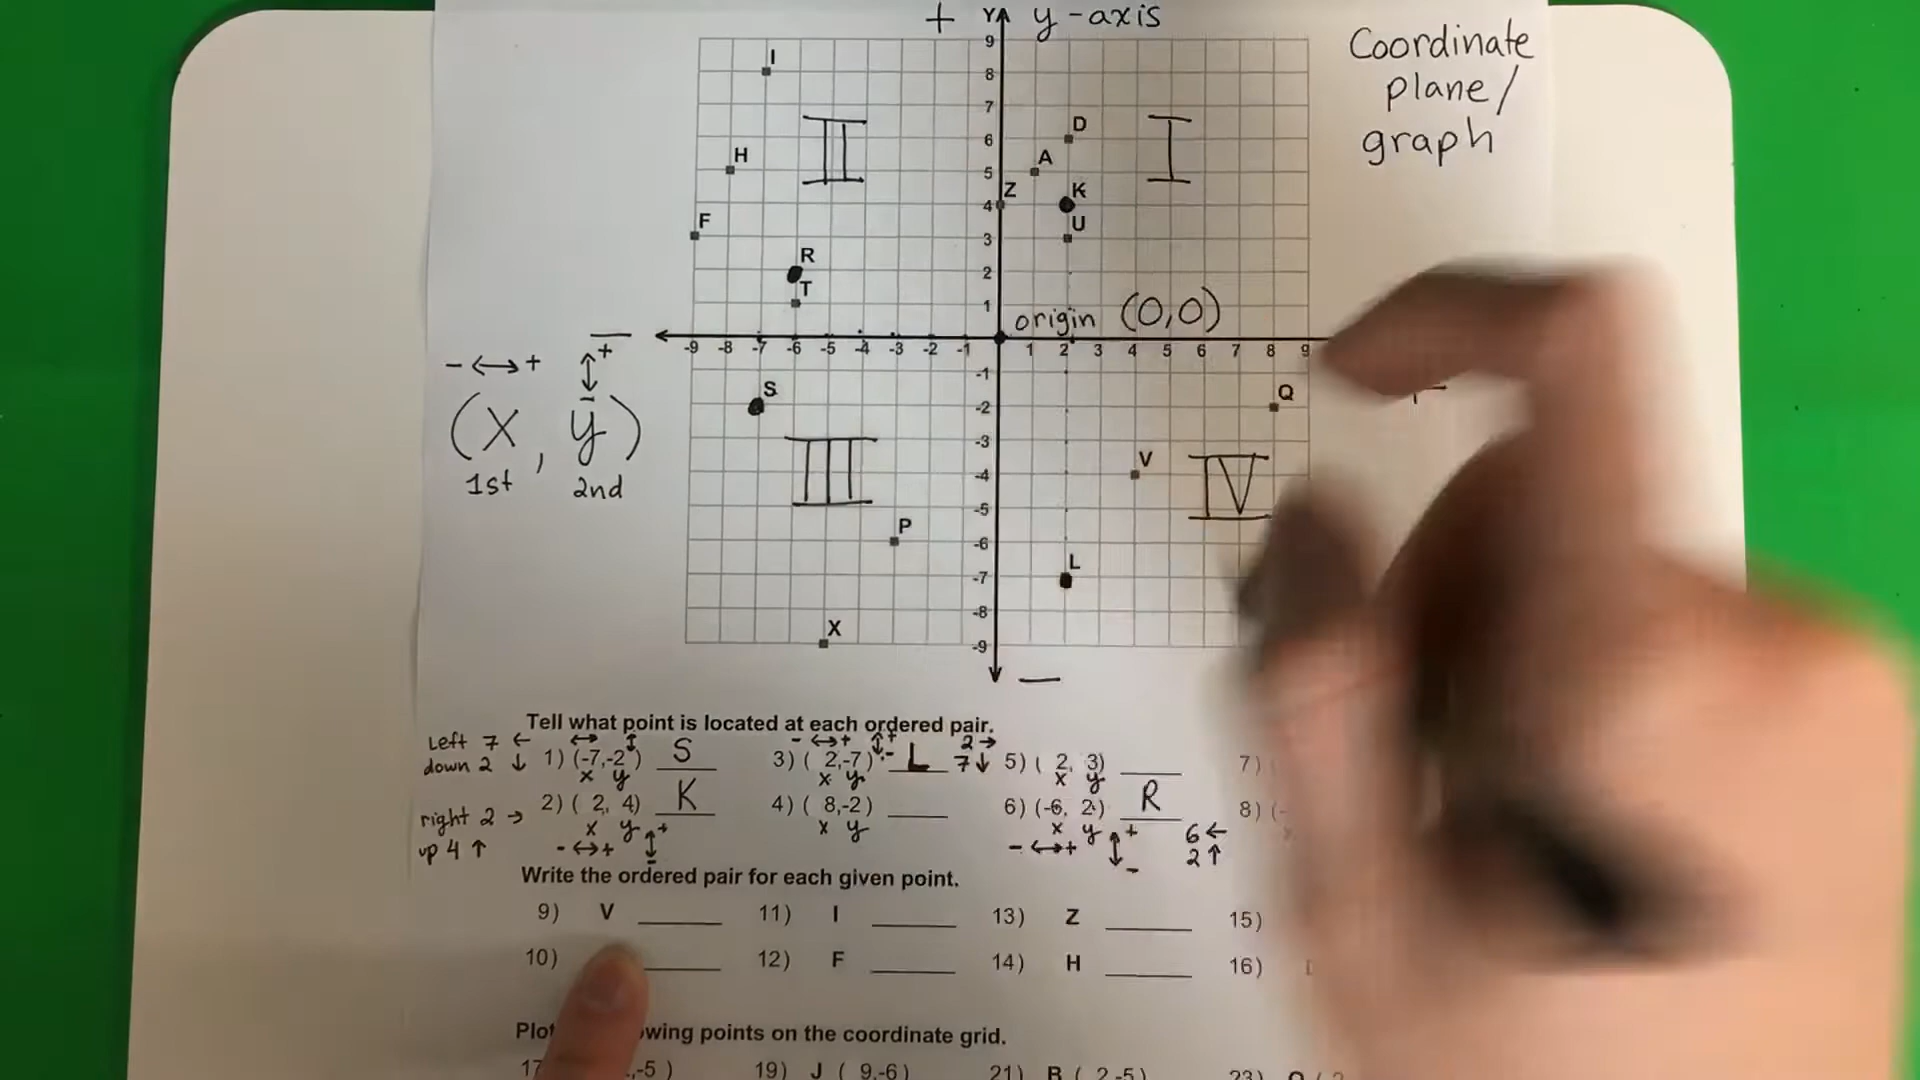 + Y y-axis
Coordinate
plane/
graph
9
8
7
6
5
4
3
2
1
I
II
I
D
H
A
Z
K
F
U
R
T
origin (0,0)
-9 -8 -7 -6 -5 -4 -3 -2 -1 1 2 3 4 5 6 7 8 9
- ↔ + ↕ + -
(x, y)
1st 2nd
-1
-2
-3
-4
-5
-6
-7
-8
-9
S
Q
III
V
IV
P
L
X
Tell what point is located at each ordered pair.
Left 7 ←
down 2 ↓
1) (-7,-2) S
x y
3) ( 2,-7) L
- ↔ + ↕ + -
x y
2 →
7 ↓
5) ( 2, 3)
x y
7)
right 2 →
up 4 ↑
2) ( 2, 4) K
x y
- ↔ + ↕ + -
4) ( 8,-2)
x y
6) (-6, 2) R
x y
- ↔ + ↕ + -
6 ←
2 ↑
8) (-
Write the ordered pair for each given point.
9) V 11) I 13) Z 15)
10) 12) F 14) H 16)
Plot wing points on the coordinate grid.
17 -5 ) 19) J ( 9,-6) 21) B ( 2,-5) 23)